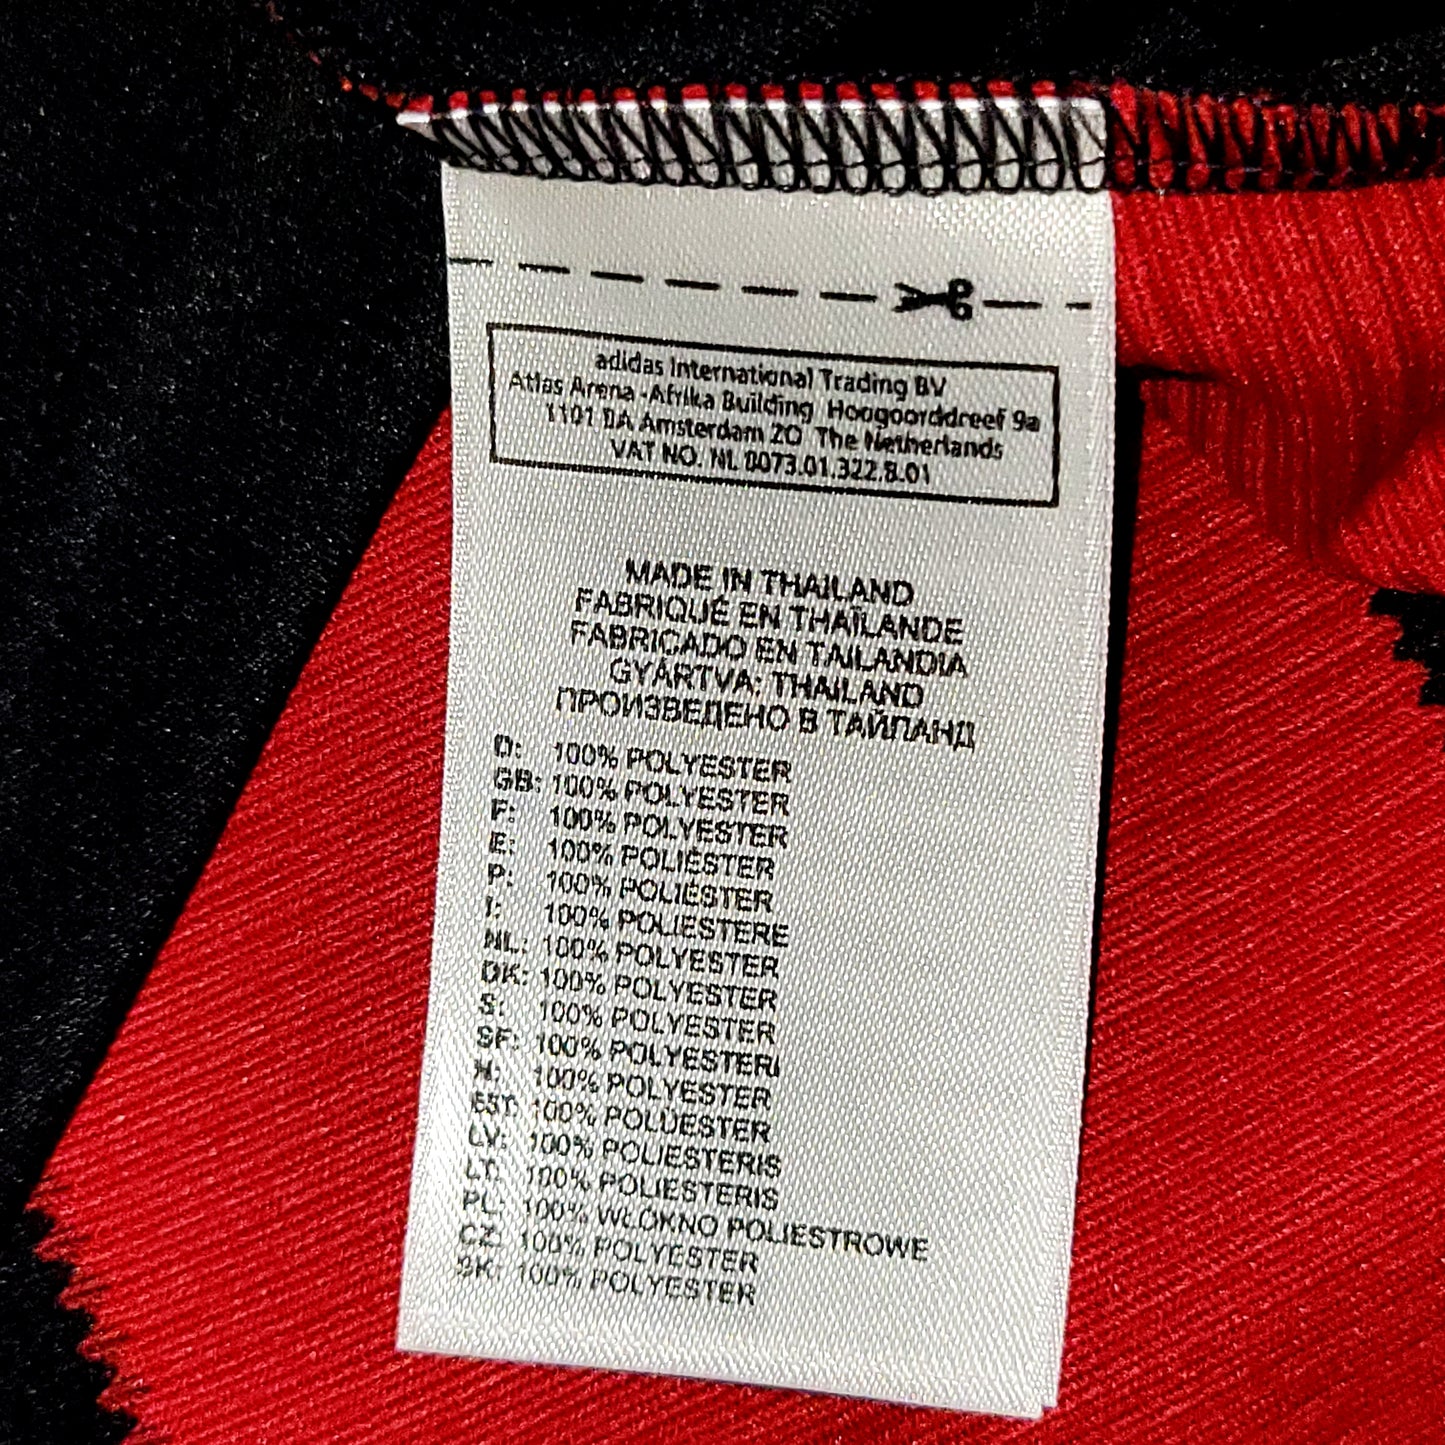 adidas International Trading BV
Atlas Arena -Afrika Building Hoogoorddreef 9a
1101 BA Amsterdam ZO The Netherlands
VAT NO. NL 8073.01.322.B.01
MADE IN THAILAND
FABRIQUÉ EN THAÏLANDE
FABRICADO EN TAILANDIA
GYÁRTVA: THAILAND
ПРОИЗВЕДЕНО В ТАЙЛАНД
D: 100% POLYESTER
GB: 100% POLYESTER
F: 100% POLYESTER
E: 100% POLIÉSTER
P: 100% POLIÉSTER
I: 100% POLIESTERE
NL: 100% POLYESTER
DK: 100% POLYESTER
S: 100% POLYESTER
SF: 100% POLYESTERI
H: 100% POLYESTER
EST: 100% POLÜESTER
LV: 100% POLIESTERIS
LT: 100% POLIESTERIS
PL: 100% WŁÓKNO POLIESTROWE
CZ: 100% POLYESTER
SK: 100% POLYESTER